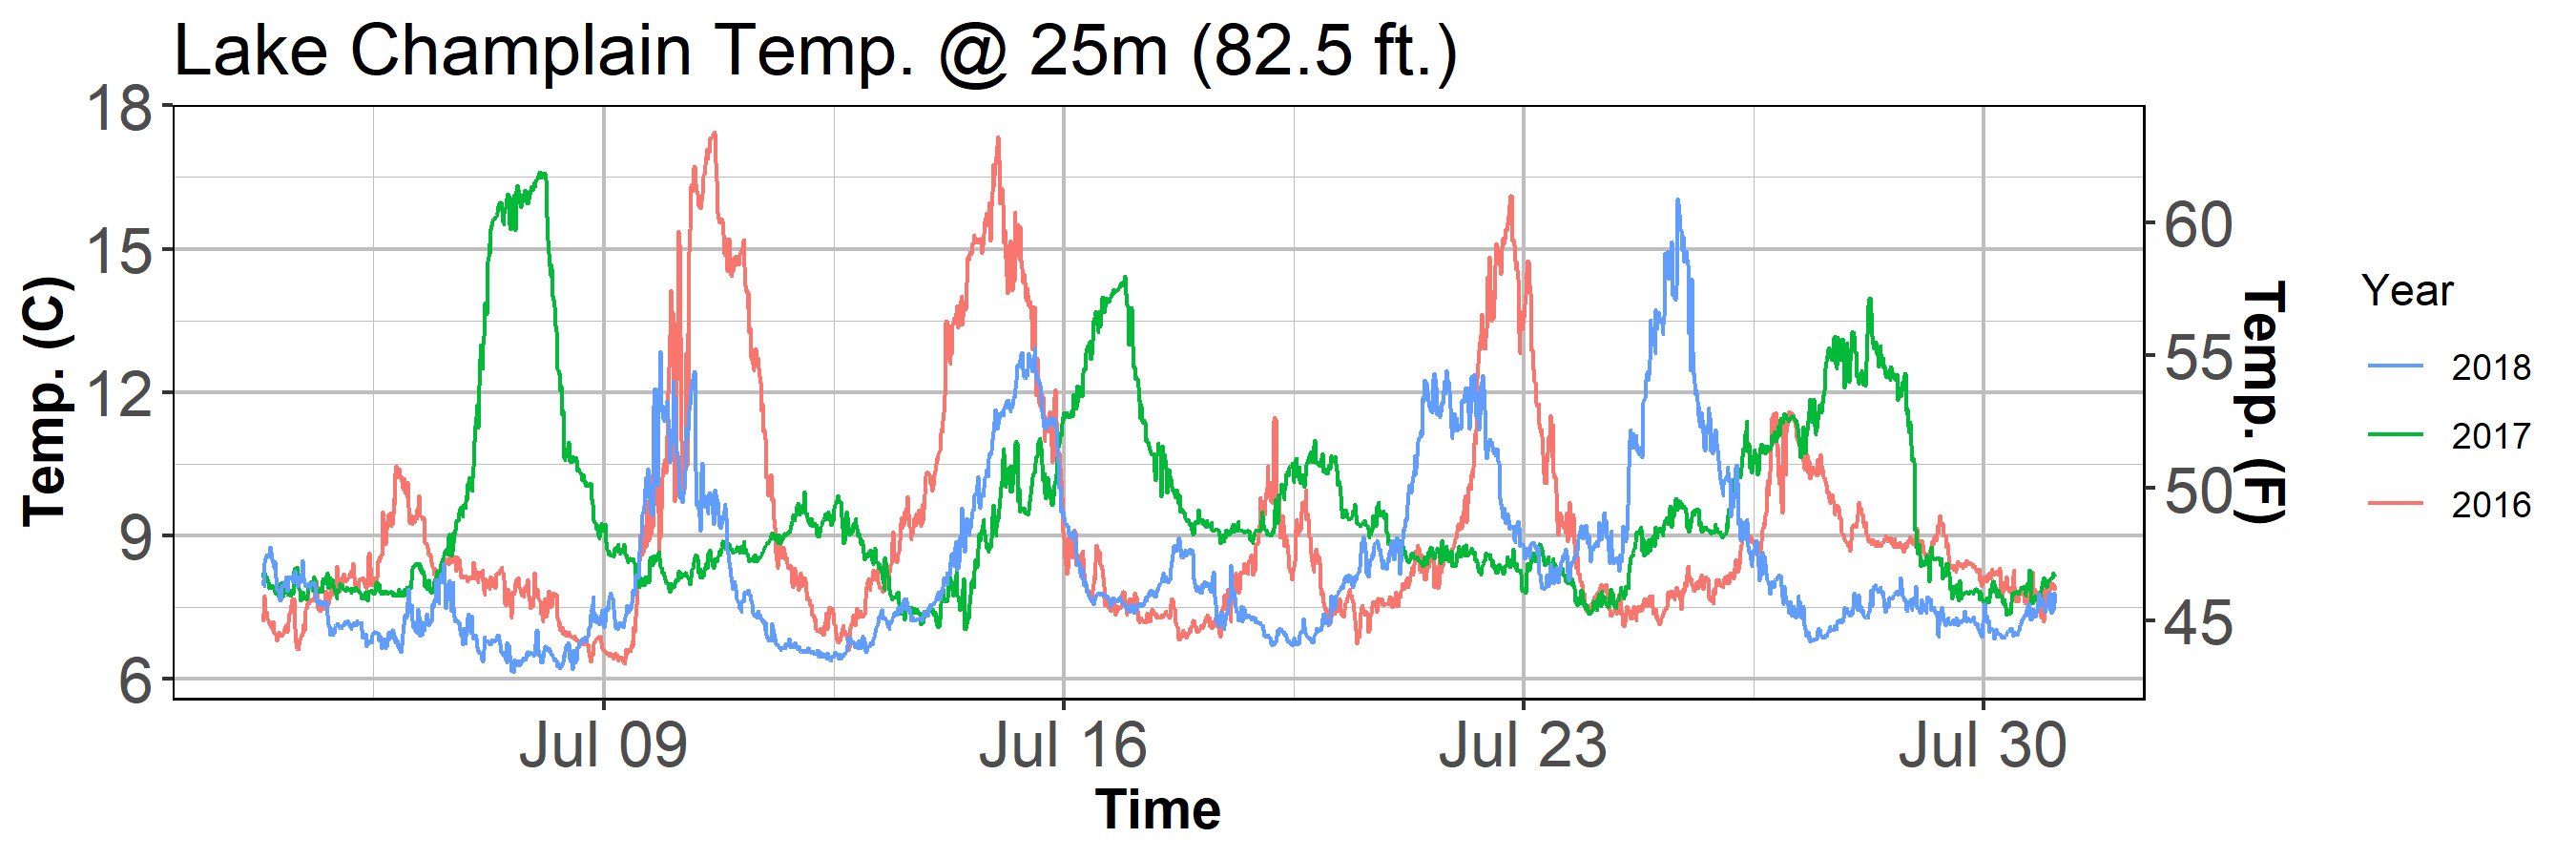 Lake Champlain Temp. @ 25m (82.5 ft.)
Temp. (C)
18
15
12
9
6
60
55
50
45
Temp. (F)
Jul 09 Jul 16 Jul 23 Jul 30
Time
Year
2018
2017
2016